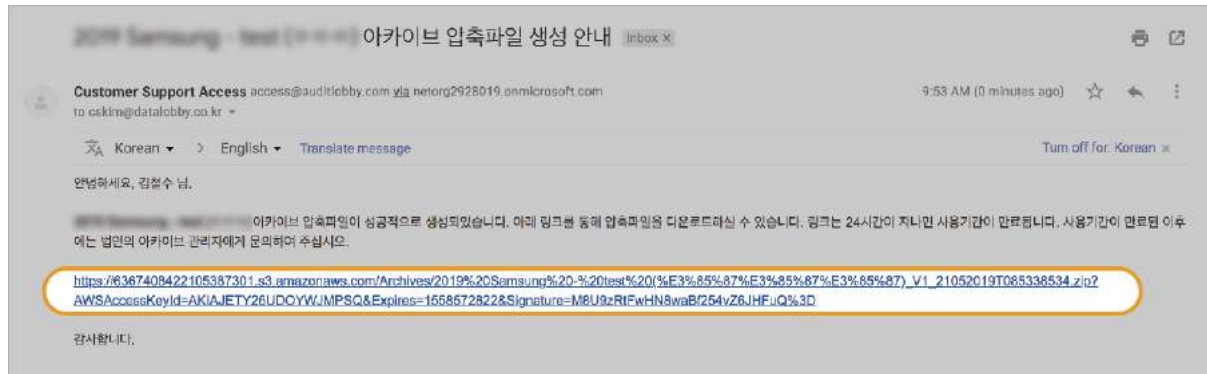 아카이브 압축파일 생성 안내 Inbox ×
Customer Support Access access@auditlobby.com via netorg2928019.onmicrosoft.com 9:53 AM (0 minutes ago)
to cskim@datalobby.co.kr
Korean > English Translate message Turn off for: Korean ×
안녕하세요, 김철수 님,
아카이브 압축파일이 성공적으로 생성되었습니다. 아래 링크를 통해 압축파일을 다운로드하실 수 있습니다. 링크는 24시간이 지나면 사용기간이 만료됩니다. 사용기간이 만료된 이후
에는 법인의 아카이브 관리자에게 문의하여 주십시오.
https://6367408422105387301.s3.amazonaws.com/Archives/2019%20Samsung%20-%20test%20(%E3%85%87%E3%85%87%E3%85%87)_V1_21052019T085338534.zip?
AWSAccessKeyId=AKIAJETY26UDOYWJMPSQ&Expires=1558572822&Signature=M8U9zRtFwHN8waBf254vZ6JHFuQ%3D
감사합니다.